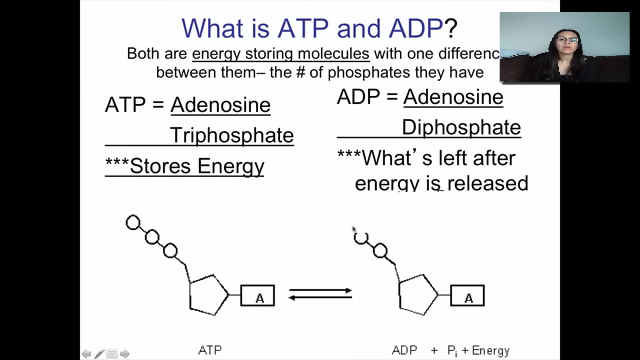 What is ATP and ADP?
Both are energy storing molecules with one differenc
between them– the # of phosphates they have
ATP = Adenosine
Triphosphate
***Stores Energy
ADP = Adenosine
Diphosphate
***What's left after
energy is released
A
A
ATP
ADP + Pi + Energy